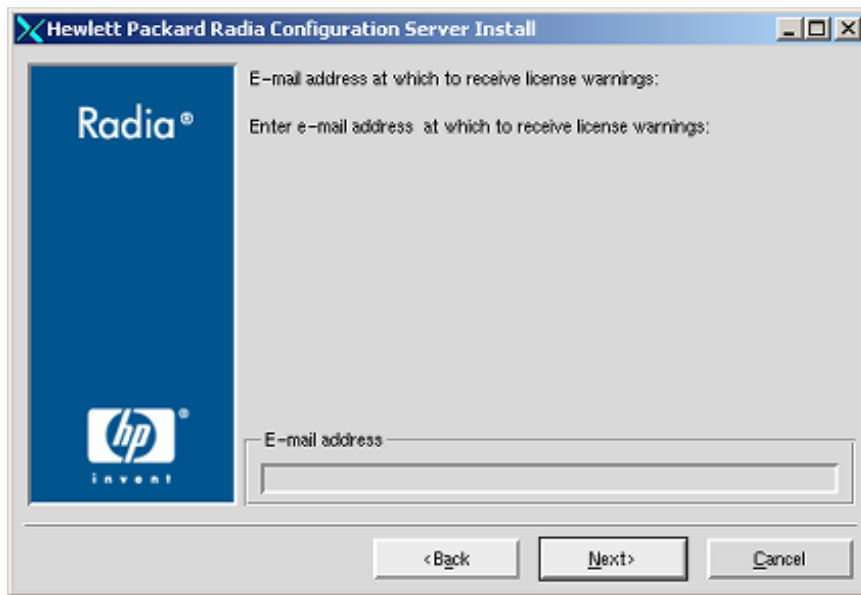 Hewlett Packard Radia Configuration Server Install
Radia®
E-mail address at which to receive license warnings:
Enter e-mail address at which to receive license warnings:
hp®
invent
E-mail address
<Back
Next>
Cancel